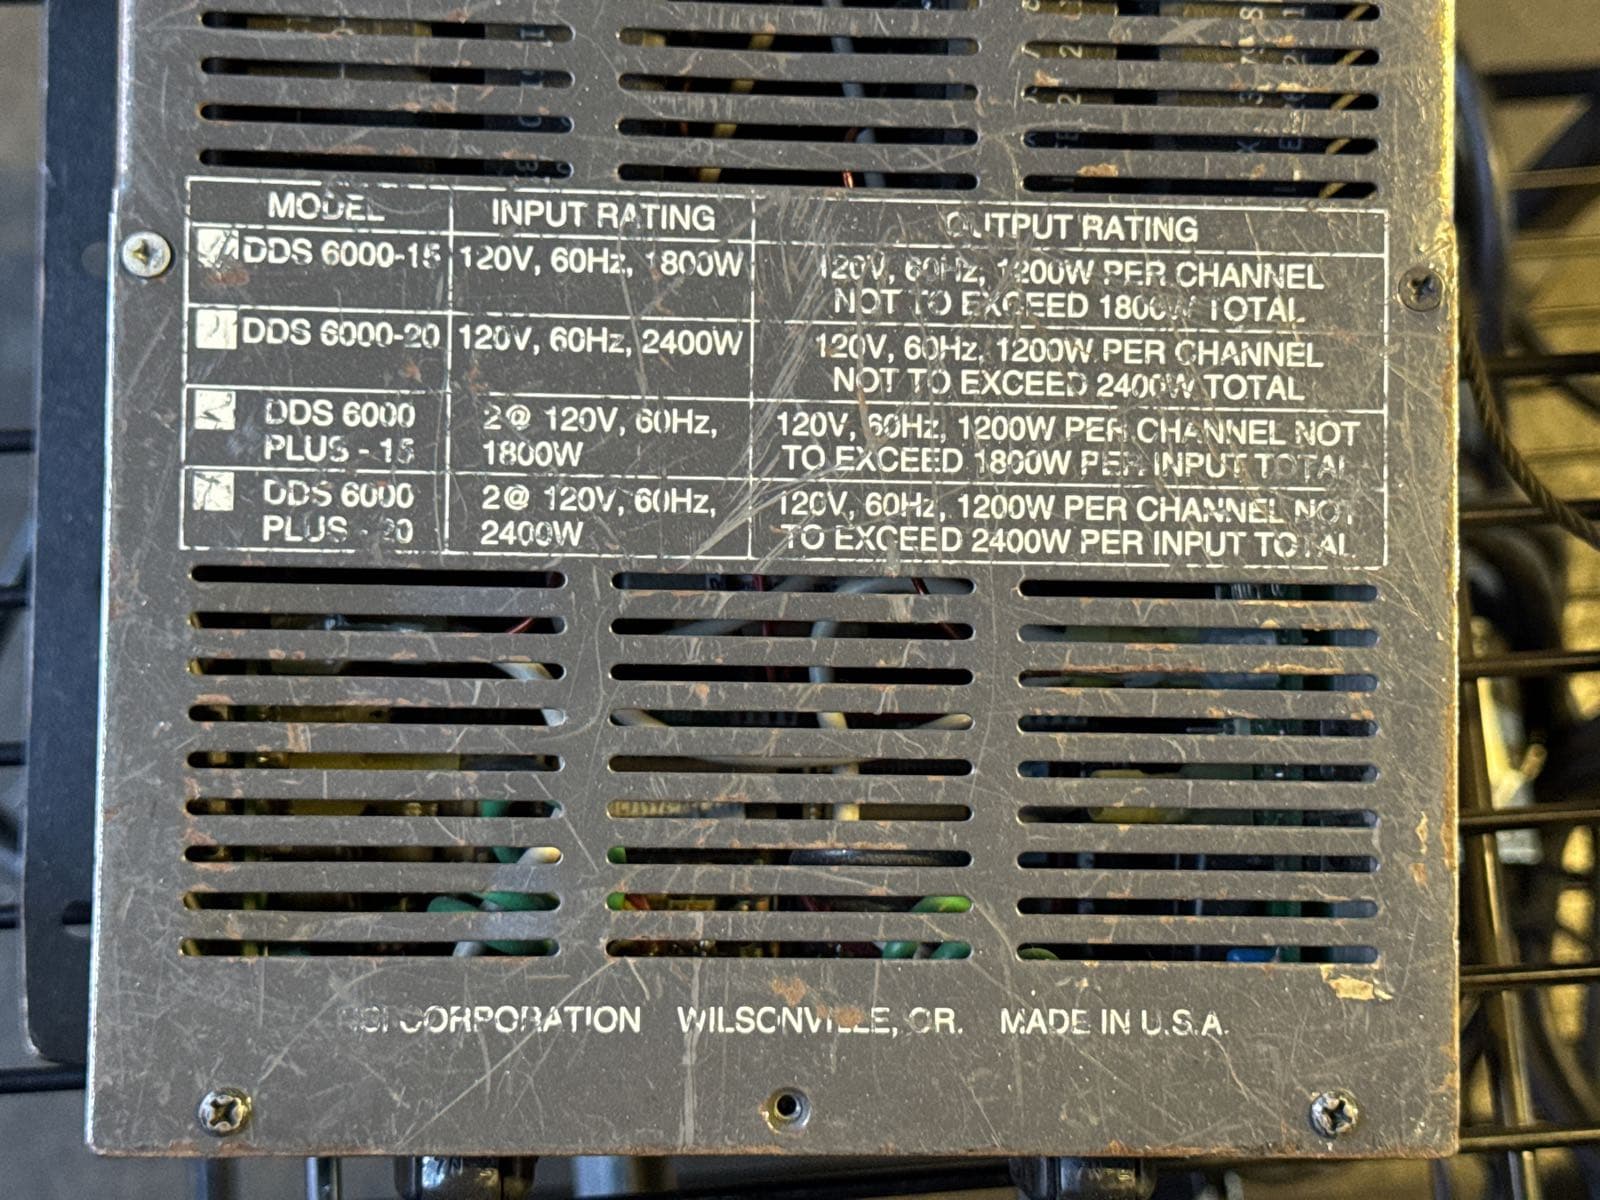 MODEL INPUT RATING OUTPUT RATING
DDS 6000-15 120V, 60Hz, 1800W 120V, 60Hz, 1200W PER CHANNEL
NOT TO EXCEED 1800W TOTAL
DDS 6000-20 120V, 60Hz, 2400W 120V, 60Hz, 1200W PER CHANNEL
NOT TO EXCEED 2400W TOTAL
DDS 6000 2@ 120V, 60Hz, 120V, 60Hz, 1200W PER CHANNEL NOT
PLUS - 15 1800W TO EXCEED 1800W PER INPUT TOTAL
DDS 6000 2@ 120V, 60Hz, 120V, 60Hz, 1200W PER CHANNEL NOT
PLUS - 20 2400W TO EXCEED 2400W PER INPUT TOTAL
CORPORATION WILSONVILLE, OR. MADE IN U.S.A.